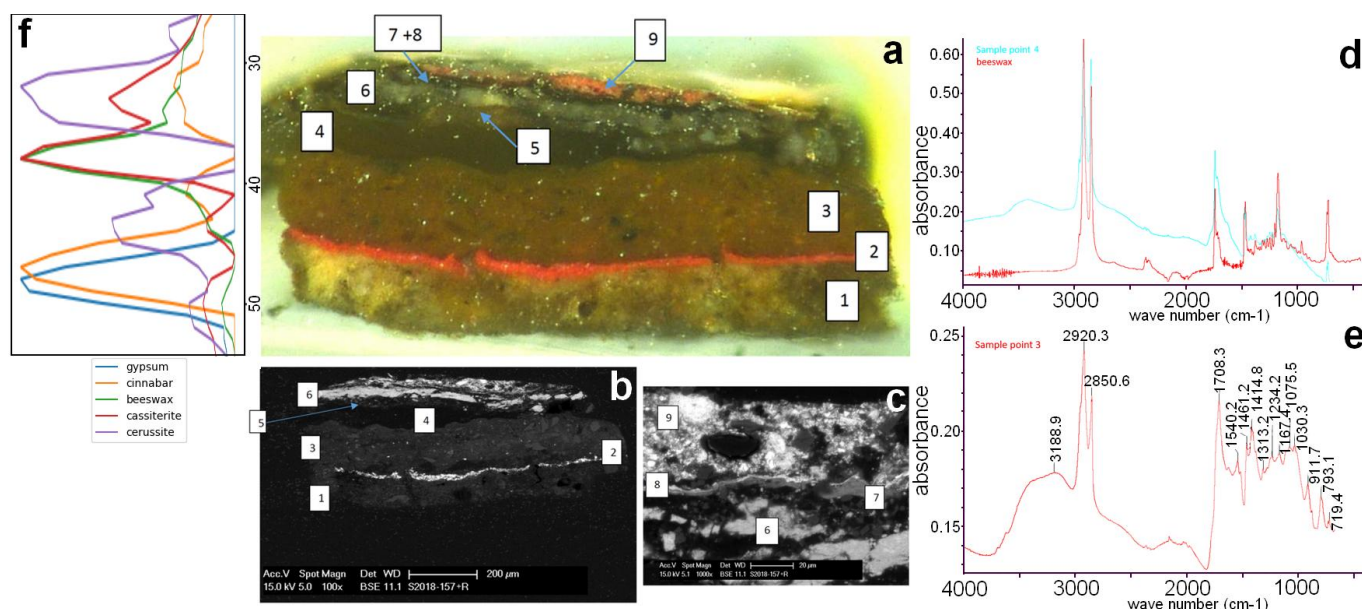 f
30
40
50
gypsum
cinnabar
beeswax
cassiterite
cerussite
a
7 +8
9
6
4
5
3
2
1
b
6
5
4
3
2
1
Acc.V Spot Magn Det WD
15.0 kV 5.0 100x BSE 11.1 S2018-157+R
200 µm
c
9
8
7
6
Acc.V Spot Magn Det WD
15.0 kV 5.1 1000x BSE 11.1 S2018-157+R
20 µm
d
Sample point 4
beeswax
absorbance
0.60
0.50
0.40
0.30
0.20
0.10
4000 3000 2000 1000
wave number (cm-1)
e
Sample point 3
absorbance
0.25
0.20
0.15
3188.9
2920.3
2850.6
1708.3
1540.2
1461.2
1414.8
1313.2
1234.2
1167.4
1075.5
1030.3
911.7
793.1
719.4
4000 3000 2000 1000
wave number (cm-1)